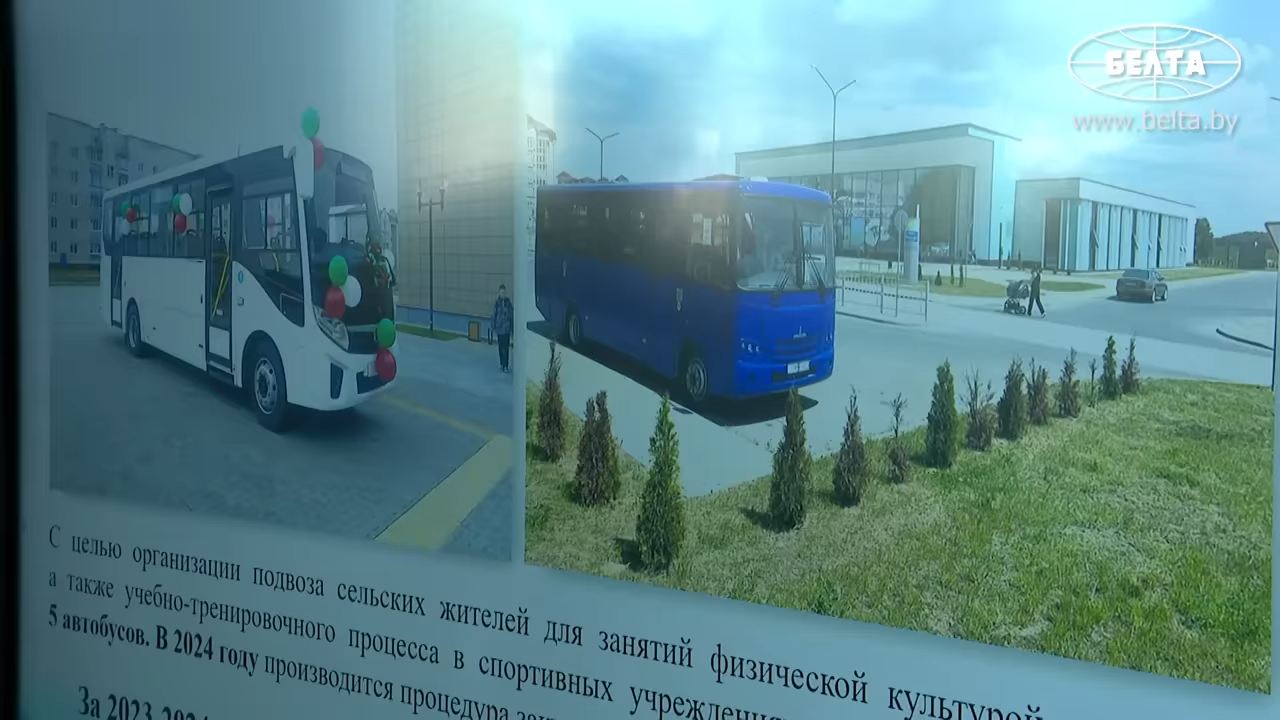 БЕЛТА
www.belta.by
С целью организации подвоза сельских жителей для занятий физической культурой
а также учебно-тренировочного процесса в спортивных
5 автобусов. В 2024 году производится процедура
За 2023-2024